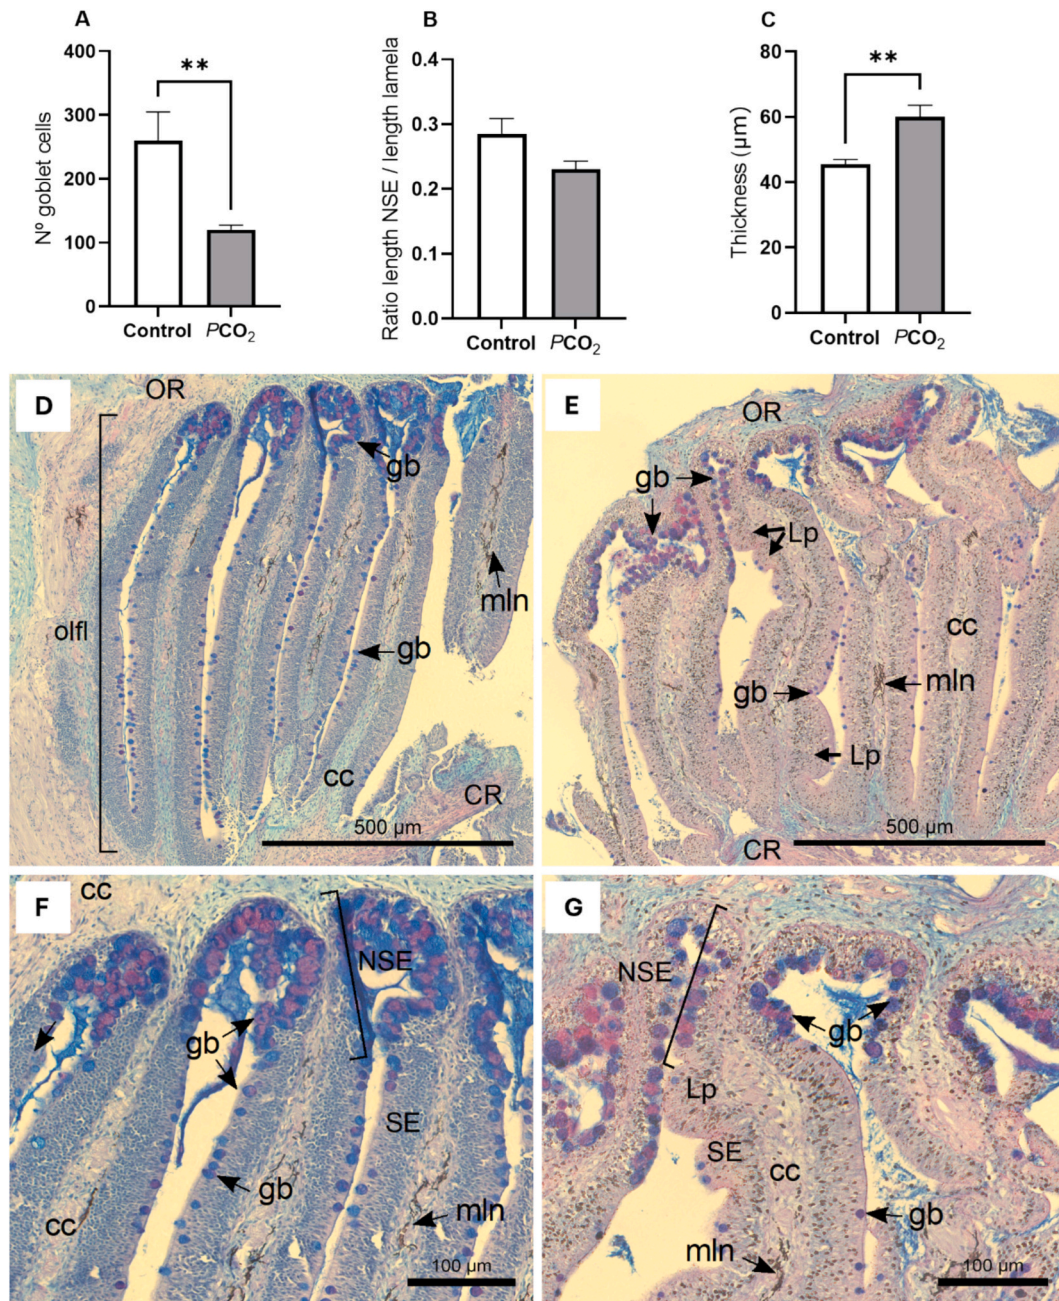 A
Nº goblet cells
400
300
200
100
0
**
Control
PCO₂
B
Ratio length NSE / length lamela
0.4
0.3
0.2
0.1
0.0
Control
PCO₂
C
Thickness (µm)
80
60
40
20
0
**
Control
PCO₂
D
OR
gb
mln
olfl
gb
cc
CR
500 µm
E
OR
gb
Lp
cc
gb
mln
Lp
500 µm
CR
F
cc
NSE
gb
SE
gb
cc
mln
100 µm
G
NSE
gb
Lp
SE
cc
gb
mln
100 µm